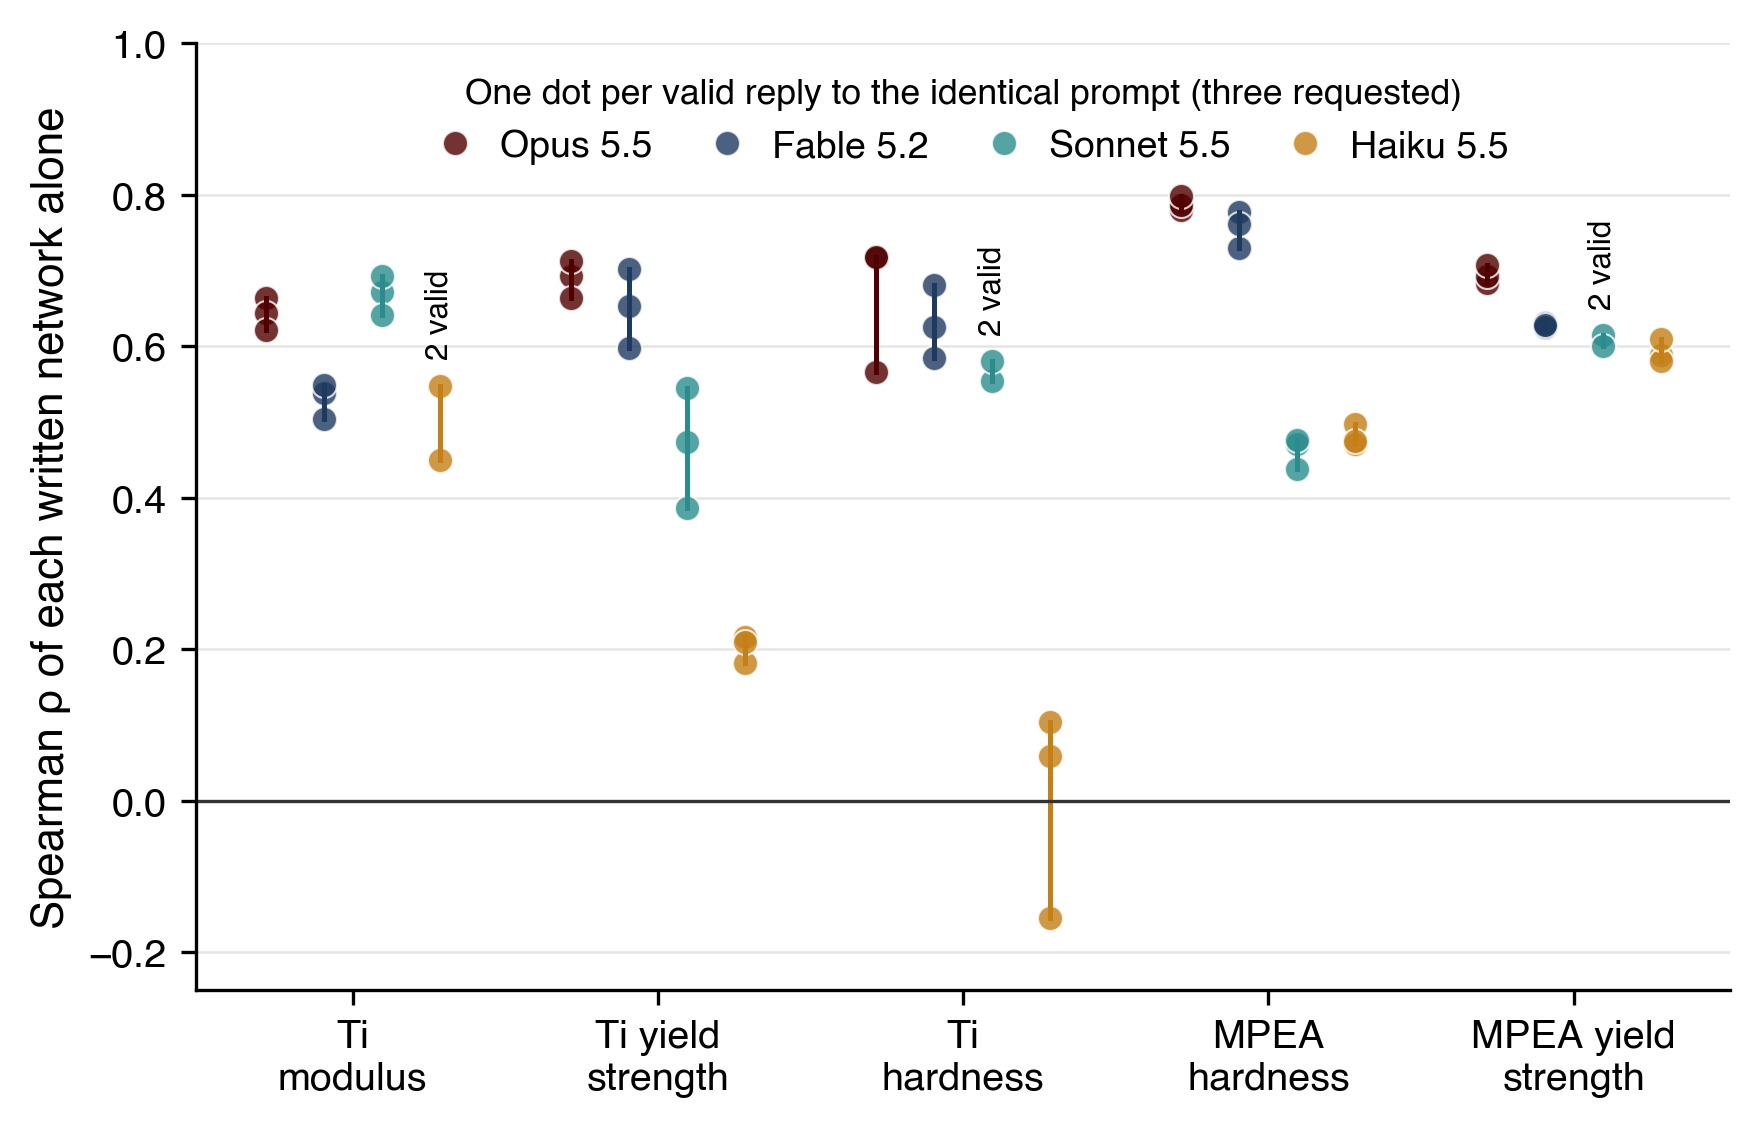 Spearman ρ of each written network alone
1.0
0.8
0.6
0.4
0.2
0.0
−0.2
One dot per valid reply to the identical prompt (three requested)
Opus 5.5 Fable 5.2 Sonnet 5.5 Haiku 5.5
2 valid
2 valid
2 valid
Ti
modulus
Ti yield
strength
Ti
hardness
MPEA
hardness
MPEA yield
strength